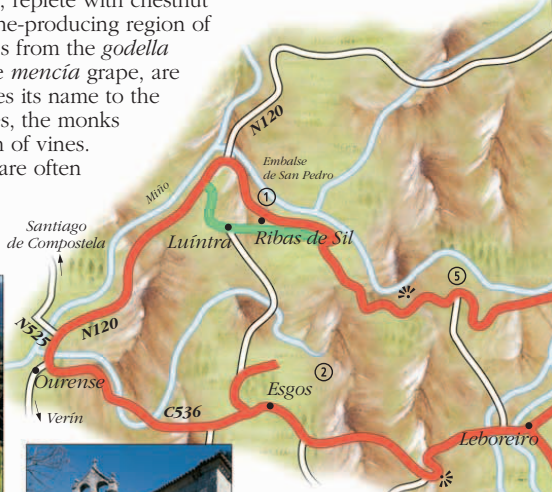 , replete with chestnut
ne-producing region of
s from the godella
e mencía grape, are
es its name to the
es, the monks
n of vines.
are often
N120
Embalse
de San Pedro
Miño
1
Santiago
de Compostela
Luíntra
Ribas de Sil
5
N525
N120
Ourense
2
Esgos
Verín
C536
Leboreiro